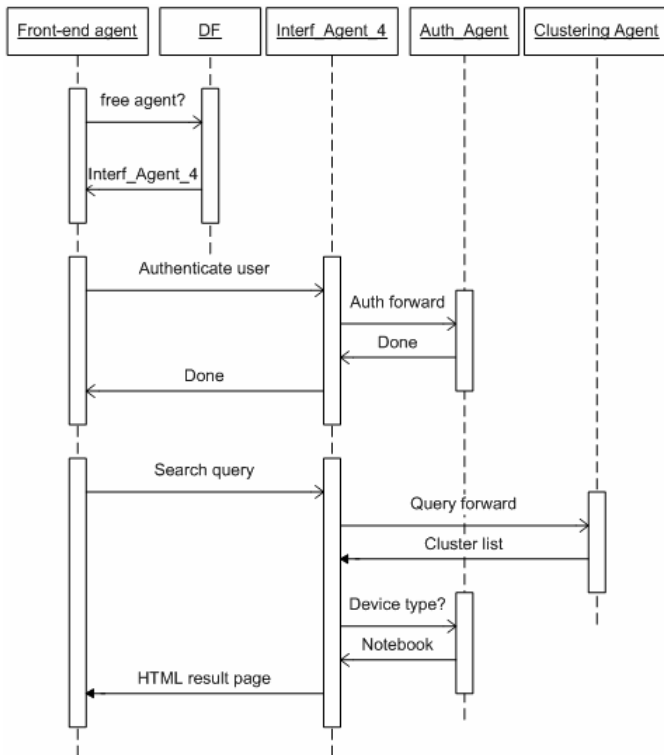 Front-end agent
DF
Interf_Agent_4
Auth_Agent
Clustering Agent
free agent?
Interf_Agent_4
Authenticate user
Auth forward
Done
Done
Search query
Query forward
Cluster list
Device type?
Notebook
HTML result page